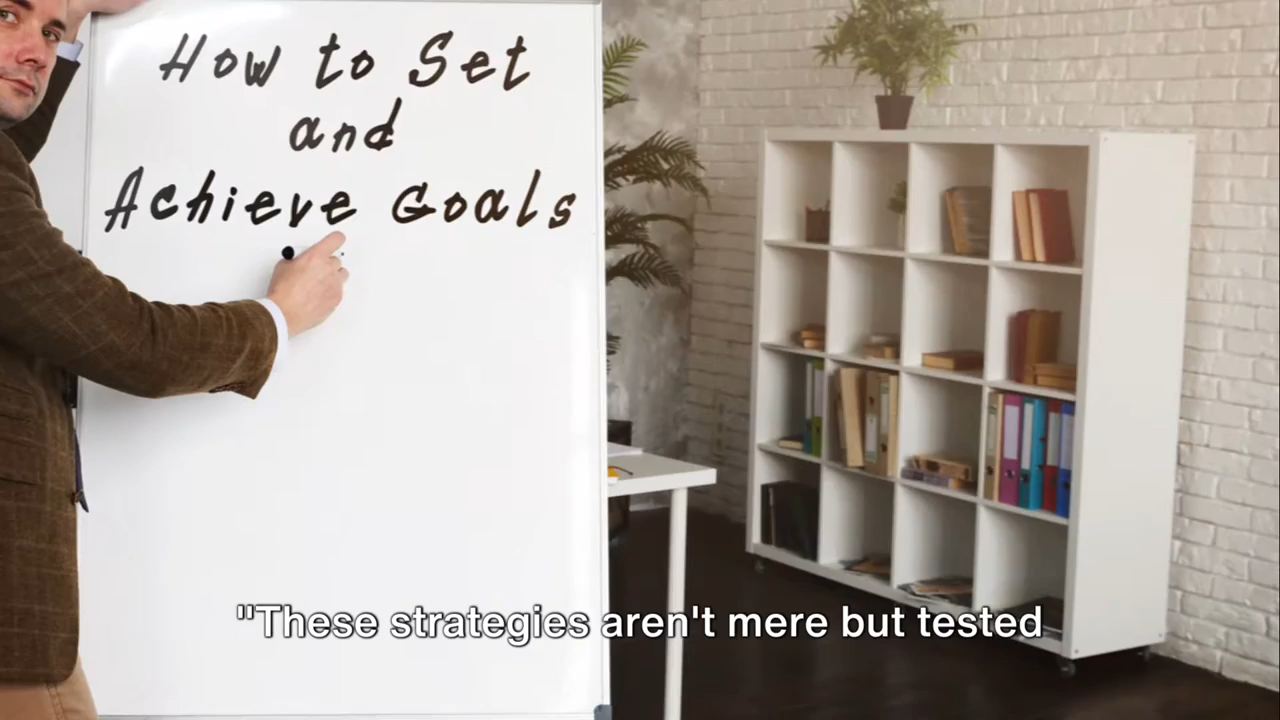 How to Set
and
Achieve Goals
"These strategies aren't mere but tested